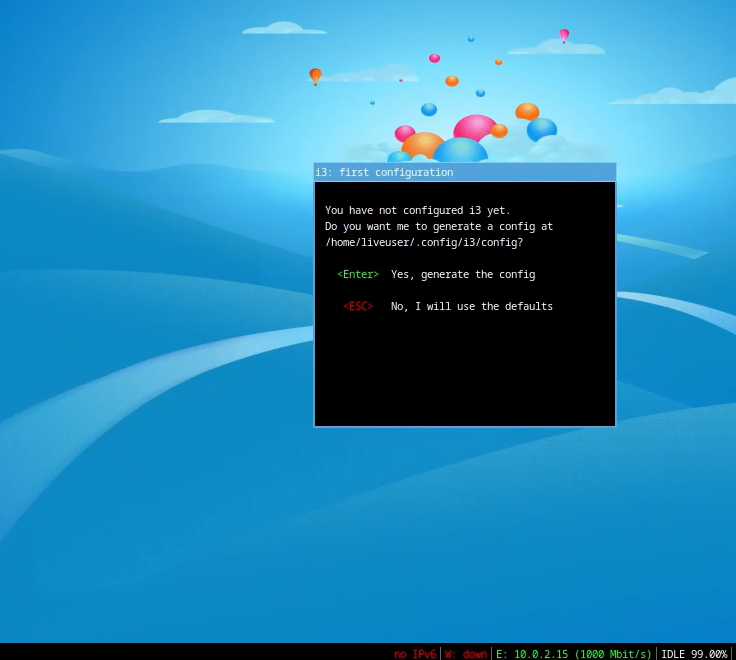 i3: first configuration
You have not configured i3 yet.
Do you want me to generate a config at
/home/liveuser/.config/i3/config?
<Enter> Yes, generate the config
<ESC> No, I will use the defaults
no IPv6 W: down E: 10.0.2.15 (1000 Mbit/s) IDLE 99.00%